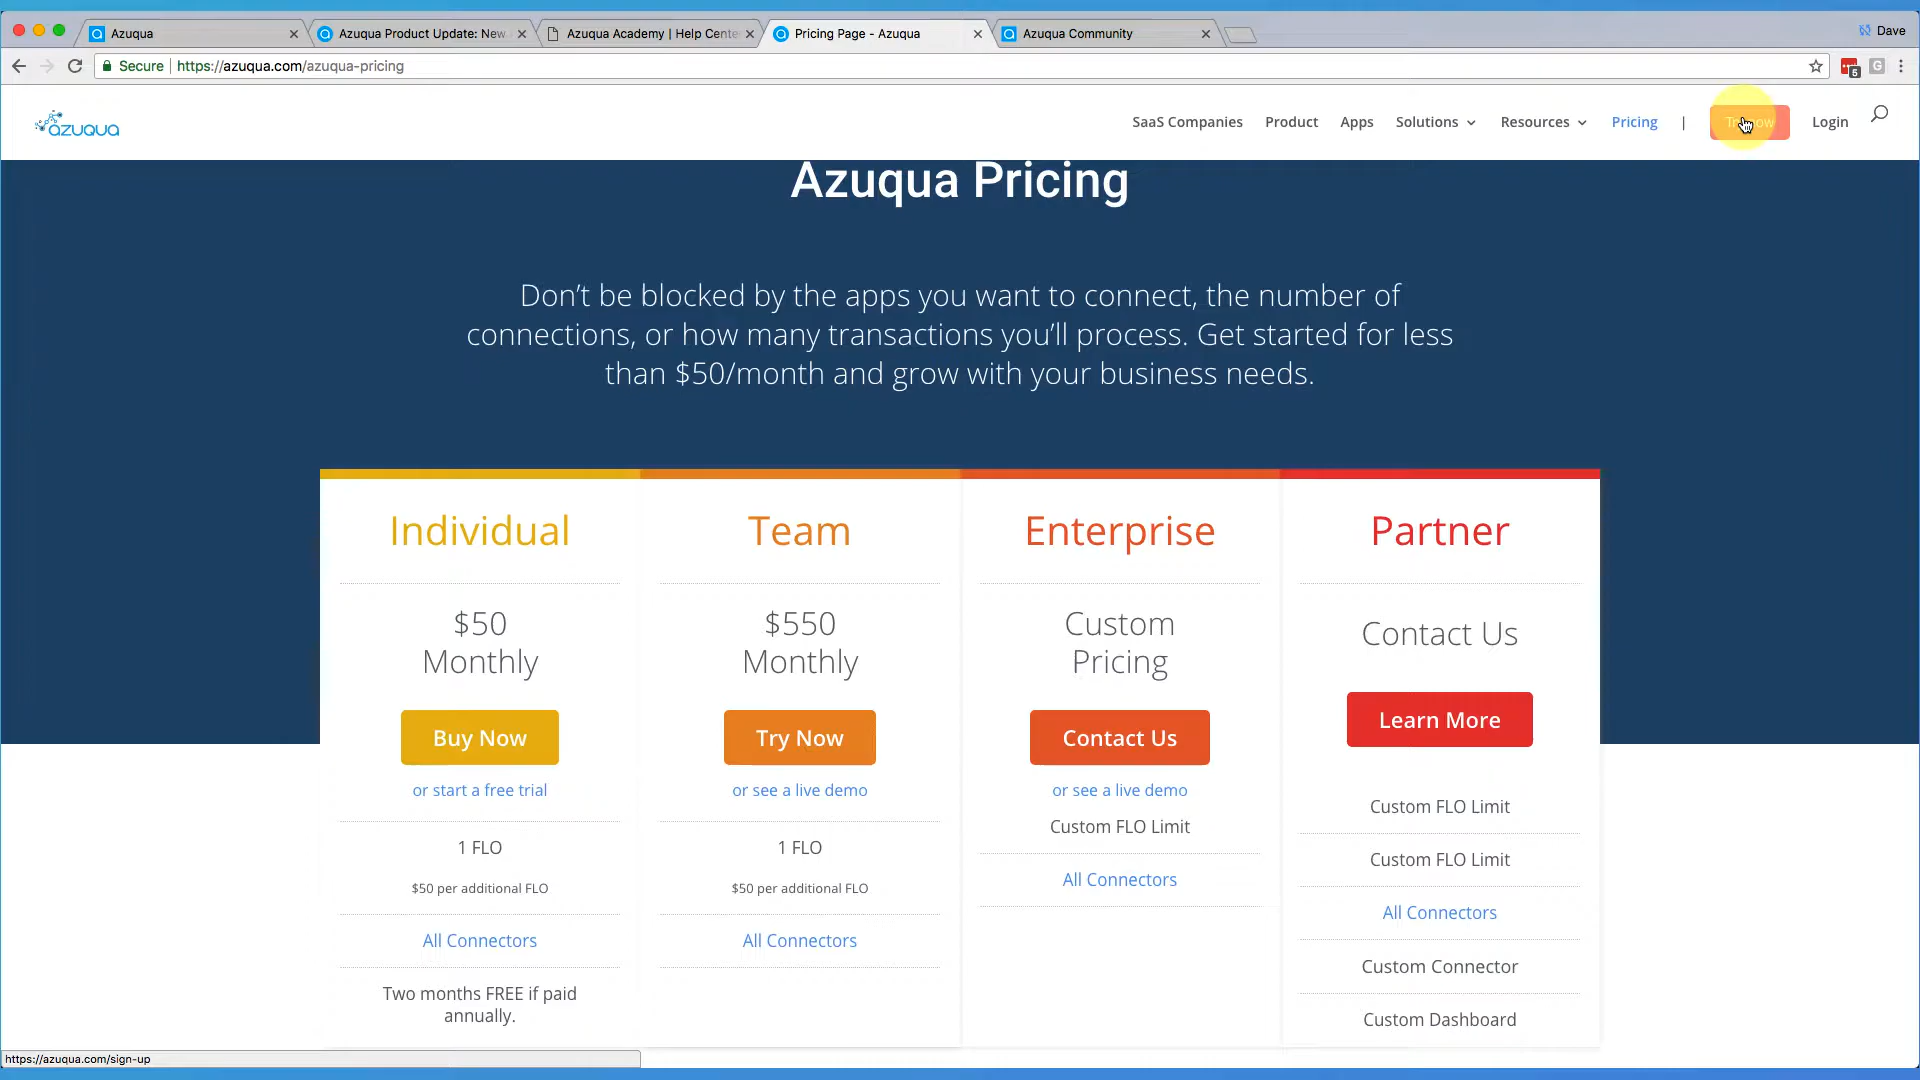 Azuqua
Azuqua Product Update: New
Azuqua Academy | Help Cente
Pricing Page - Azuqua
Azuqua Community
Dave
Secure
https://azuqua.com/azuqua-pricing
6
G
azuqua
SaaS Companies
Product
Apps
Solutions
Resources
Pricing
|
Login
Azuqua Pricing
Don’t be blocked by the apps you want to connect, the number of
connections, or how many transactions you’ll process. Get started for less
than $50/month and grow with your business needs.
Individual
$50
Monthly
Buy Now
or start a free trial
1 FLO
$50 per additional FLO
All Connectors
Two months FREE if paid
annually.
Team
$550
Monthly
Try Now
or see a live demo
1 FLO
$50 per additional FLO
All Connectors
Enterprise
Custom
Pricing
Contact Us
or see a live demo
Custom FLO Limit
All Connectors
Partner
Contact Us
Learn More
Custom FLO Limit
Custom FLO Limit
All Connectors
Custom Connector
Custom Dashboard
https://azuqua.com/sign-up